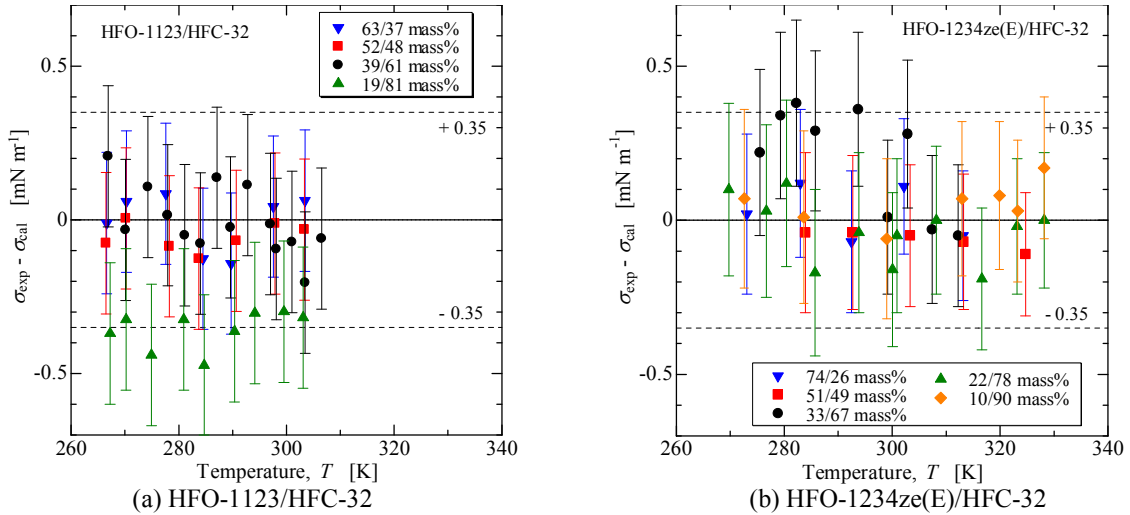 HFO-1123/HFC-32
63/37 mass%
52/48 mass%
39/61 mass%
19/81 mass%
+ 0.35
- 0.35
0.5
0
-0.5
σexp - σcal [mN m-1]
260 280 300 320 340
Temperature, T [K]
(a) HFO-1123/HFC-32
HFO-1234ze(E)/HFC-32
+ 0.35
- 0.35
74/26 mass%
51/49 mass%
33/67 mass%
22/78 mass%
10/90 mass%
0.5
0
-0.5
σexp - σcal [mN m-1]
260 280 300 320 340
Temperature, T [K]
(b) HFO-1234ze(E)/HFC-32